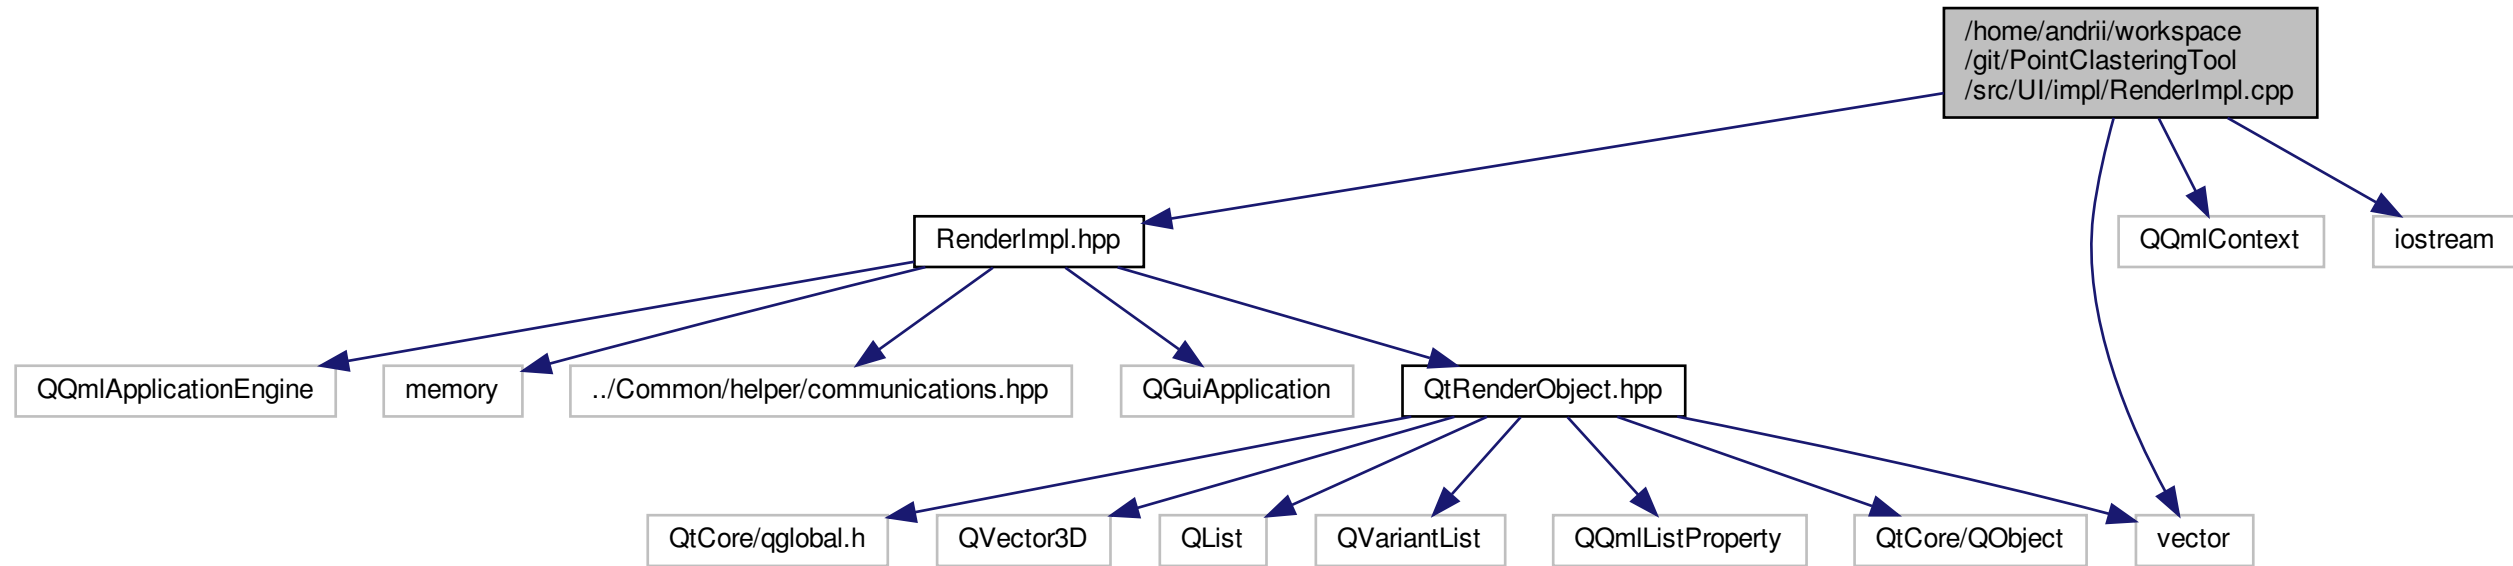 /home/andrii/workspace
/git/PointClasteringTool
/src/UI/impl/RenderImpl.cpp
RenderImpl.hpp
QQmlContext
iostream
QQmlApplicationEngine
memory
../Common/helper/communications.hpp
QGuiApplication
QtRenderObject.hpp
QtCore/qglobal.h
QVector3D
QList
QVariantList
QQmlListProperty
QtCore/QObject
vector